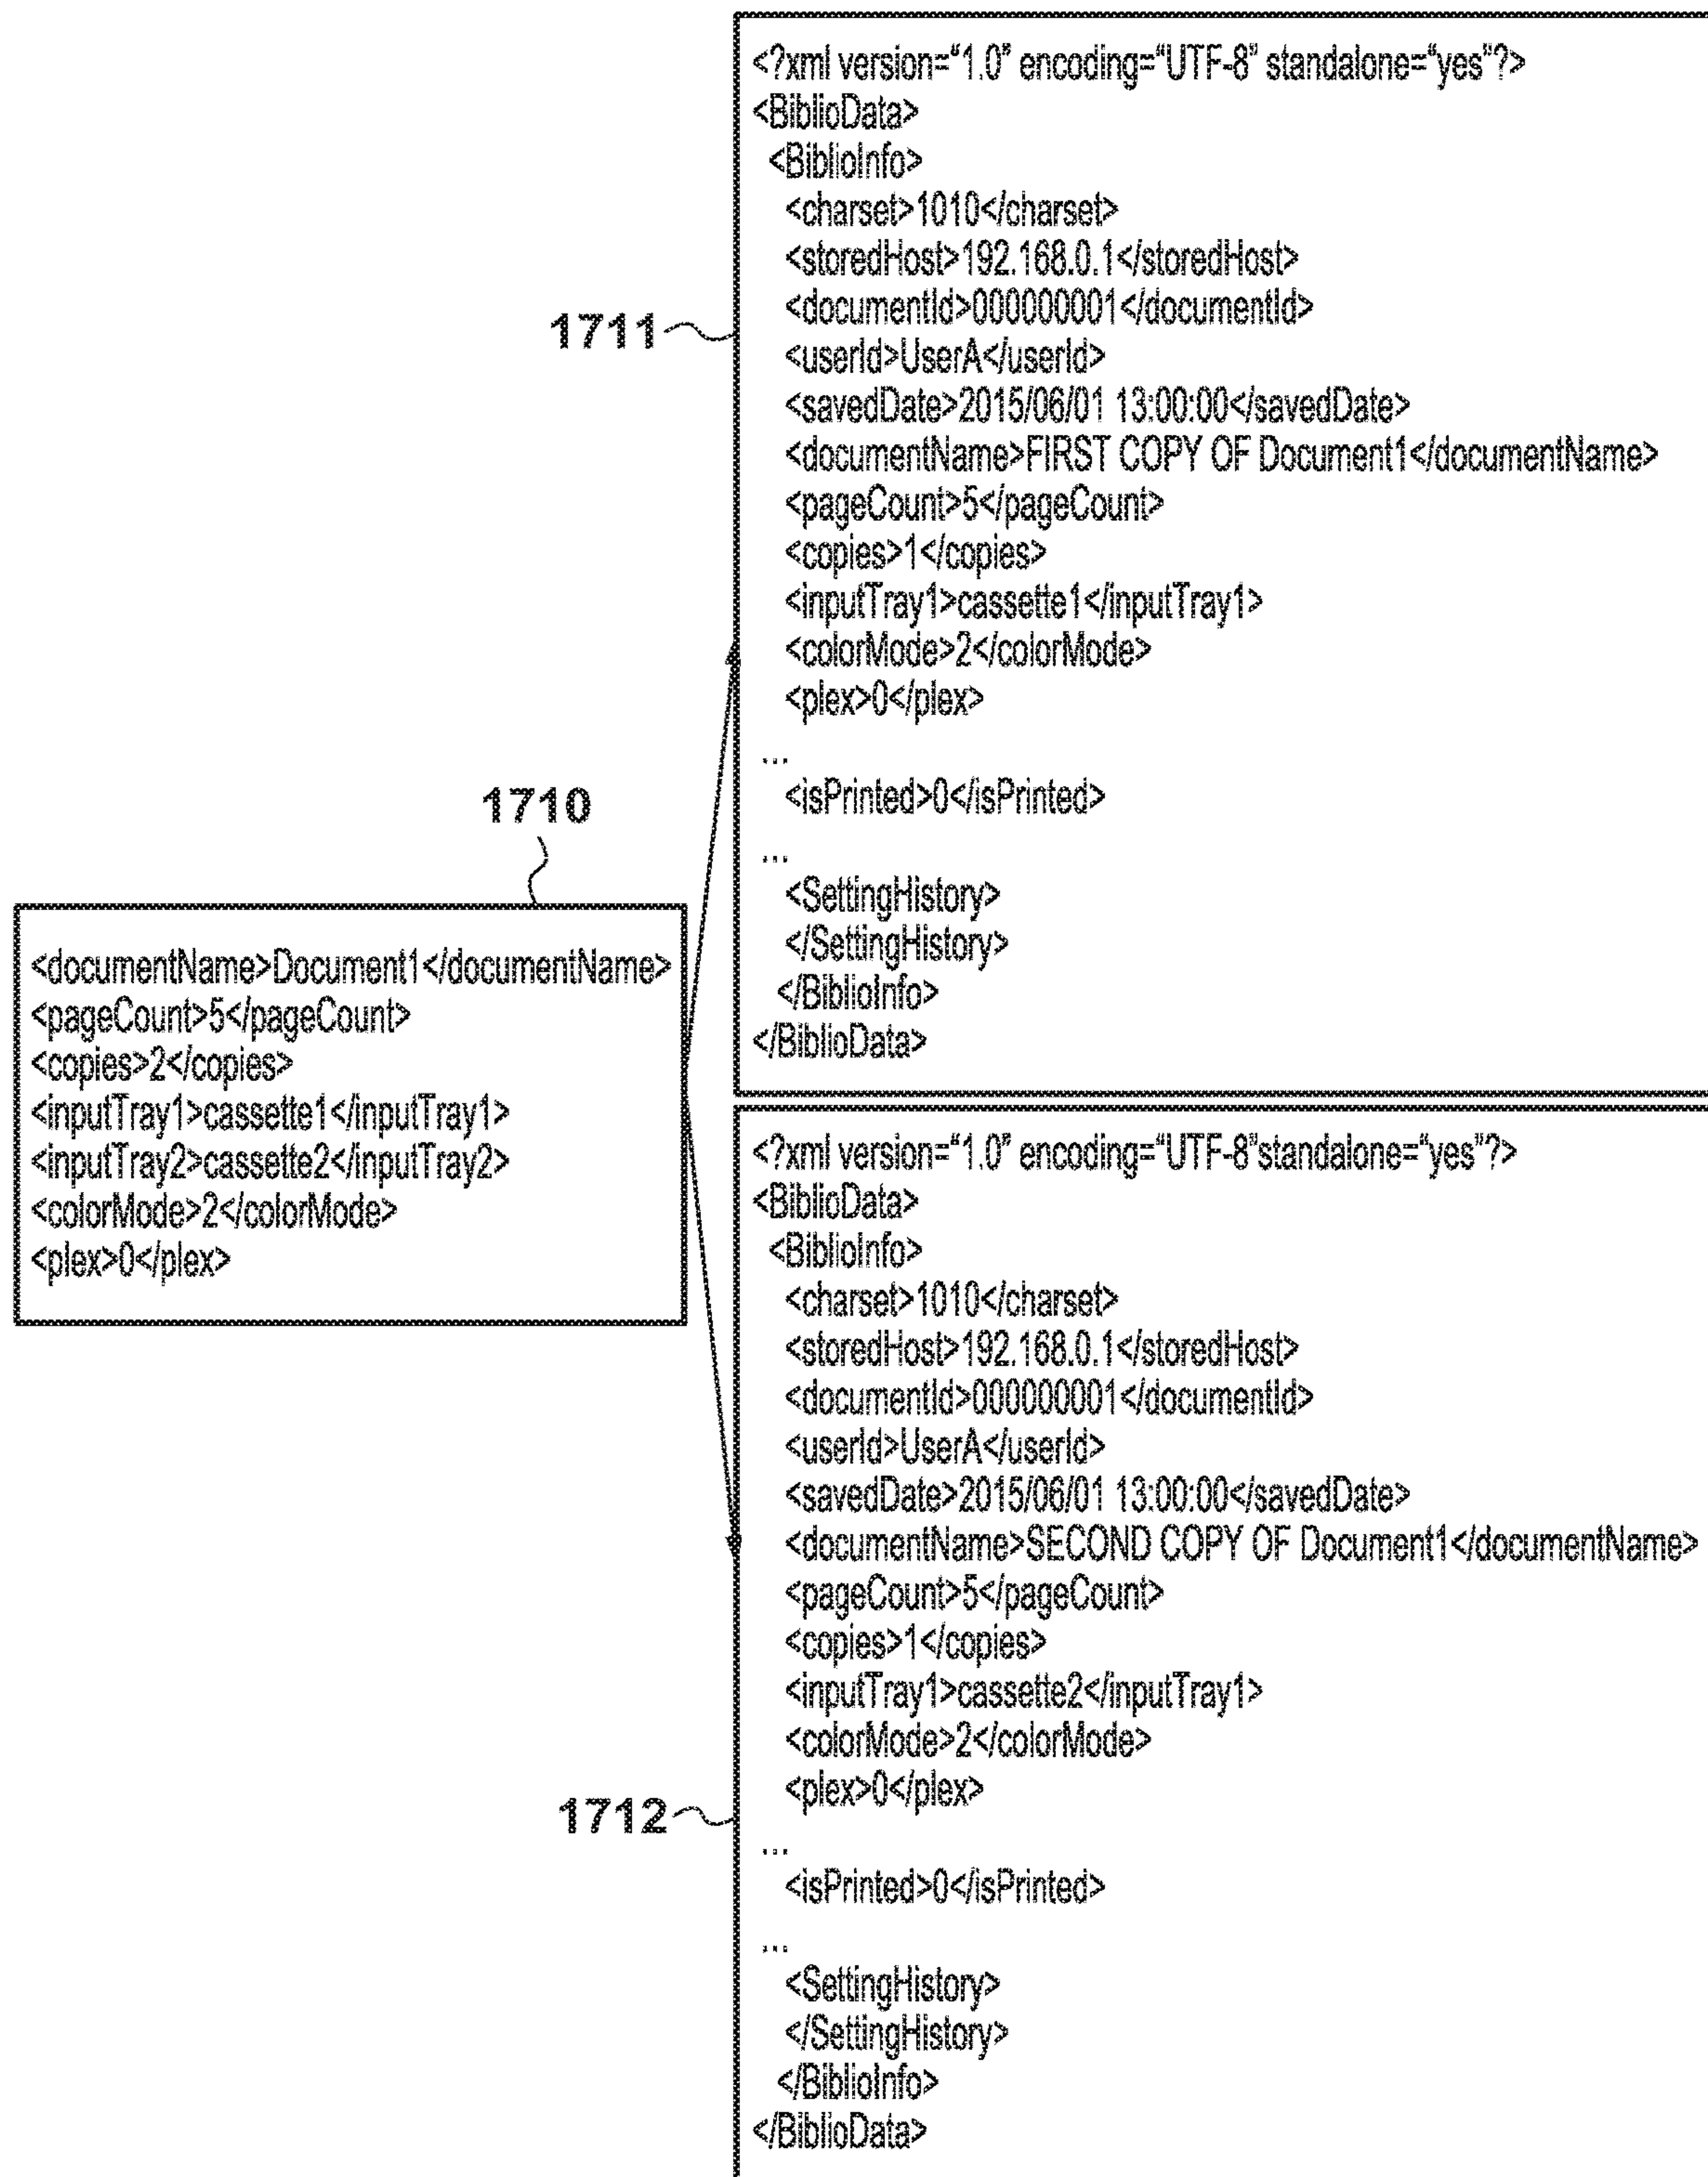 <?xml version=“1.0” encoding=“UTF-8” standalone=“yes”?>
<BiblioData>
<BiblioInfo>
<charset>1010</charset>
<storedHost>192.168.0.1</storedHost>
<documentId>000000001</documentId>
1711
<userId>UserA</userId>
<savedDate>2015/06/01 13:00:00</savedDate>
<documentName>FIRST COPY OF Document1</documentName>
<pageCount>5</pageCount>
<copies>1</copies>
<inputTray1>cassette1</inputTray1>
<colorMode>2</colorMode>
<plex>0</plex>
...
<isPrinted>0</isPrinted>
...
<SettingHistory>
</SettingHistory>
</BiblioInfo>
</BiblioData>
1710
<documentName>Document1</documentName>
<pageCount>5</pageCount>
<copies>2</copies>
<inputTray1>cassette1</inputTray1>
<inputTray2>cassette2</inputTray2>
<colorMode>2</colorMode>
<plex>0</plex>
<?xml version=“1.0” encoding=“UTF-8”standalone=“yes”?>
<BiblioData>
<BiblioInfo>
<charset>1010</charset>
<storedHost>192.168.0.1</storedHost>
<documentId>000000001</documentId>
<userId>UserA</userId>
<savedDate>2015/06/01 13:00:00</savedDate>
<documentName>SECOND COPY OF Document1</documentName>
<pageCount>5</pageCount>
<copies>1</copies>
<inputTray1>cassette2</inputTray1>
<colorMode>2</colorMode>
<plex>0</plex>
1712
...
<isPrinted>0</isPrinted>
...
<SettingHistory>
</SettingHistory>
</BiblioInfo>
</BiblioData>